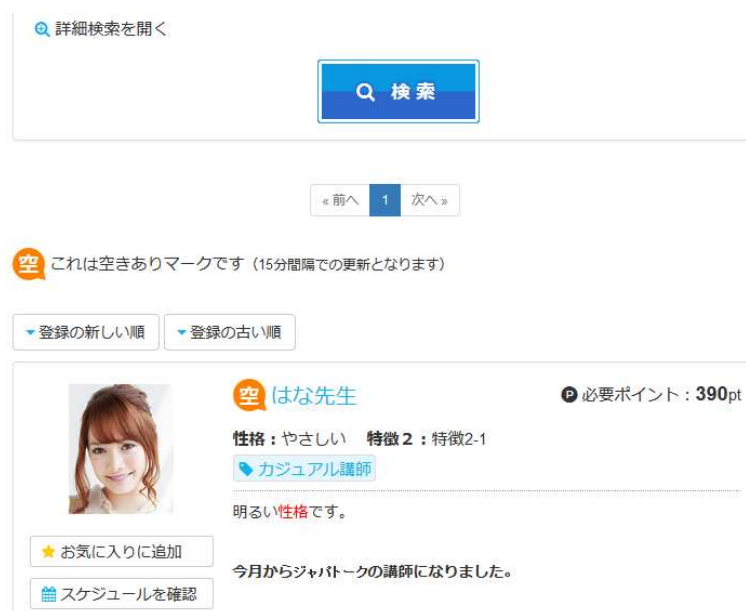 詳細検索を開く
検索
«前へ 1 次へ»
空 これは空きありマークです（15分間隔での更新となります）
登録の新しい順 登録の古い順
空 はな先生 P 必要ポイント：390pt
性格：やさしい 特徴2：特徴2-1
カジュアル講師
明るい性格です。
お気に入りに追加
今月からジャパトークの講師になりました。
スケジュールを確認